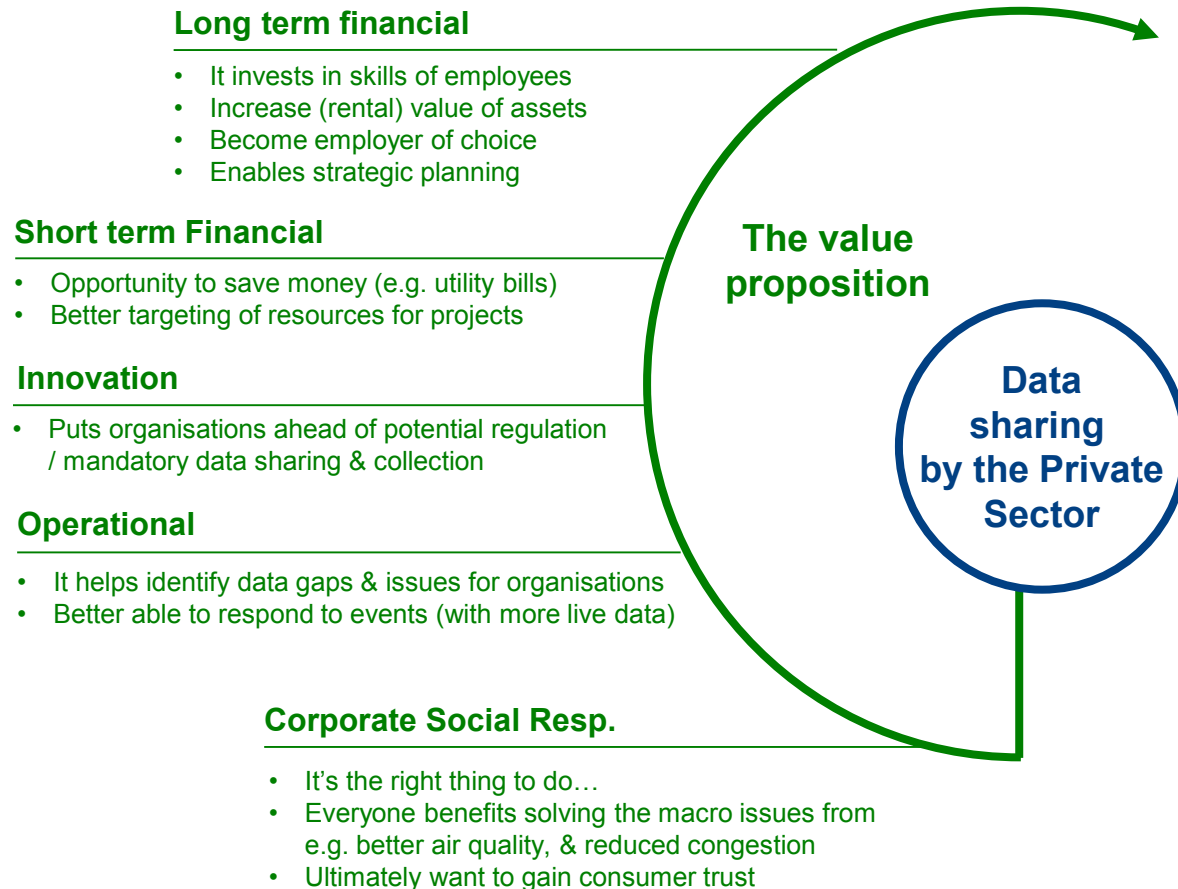 Long term financial
• It invests in skills of employees
• Increase (rental) value of assets
• Become employer of choice
• Enables strategic planning
Short term Financial
• Opportunity to save money (e.g. utility bills)
• Better targeting of resources for projects
Innovation
• Puts organisations ahead of potential regulation
/ mandatory data sharing & collection
Operational
• It helps identify data gaps & issues for organisations
• Better able to respond to events (with more live data)
Corporate Social Resp.
• It’s the right thing to do…
• Everyone benefits solving the macro issues from
e.g. better air quality, & reduced congestion
• Ultimately want to gain consumer trust
The value
proposition
Data
sharing
by the Private
Sector